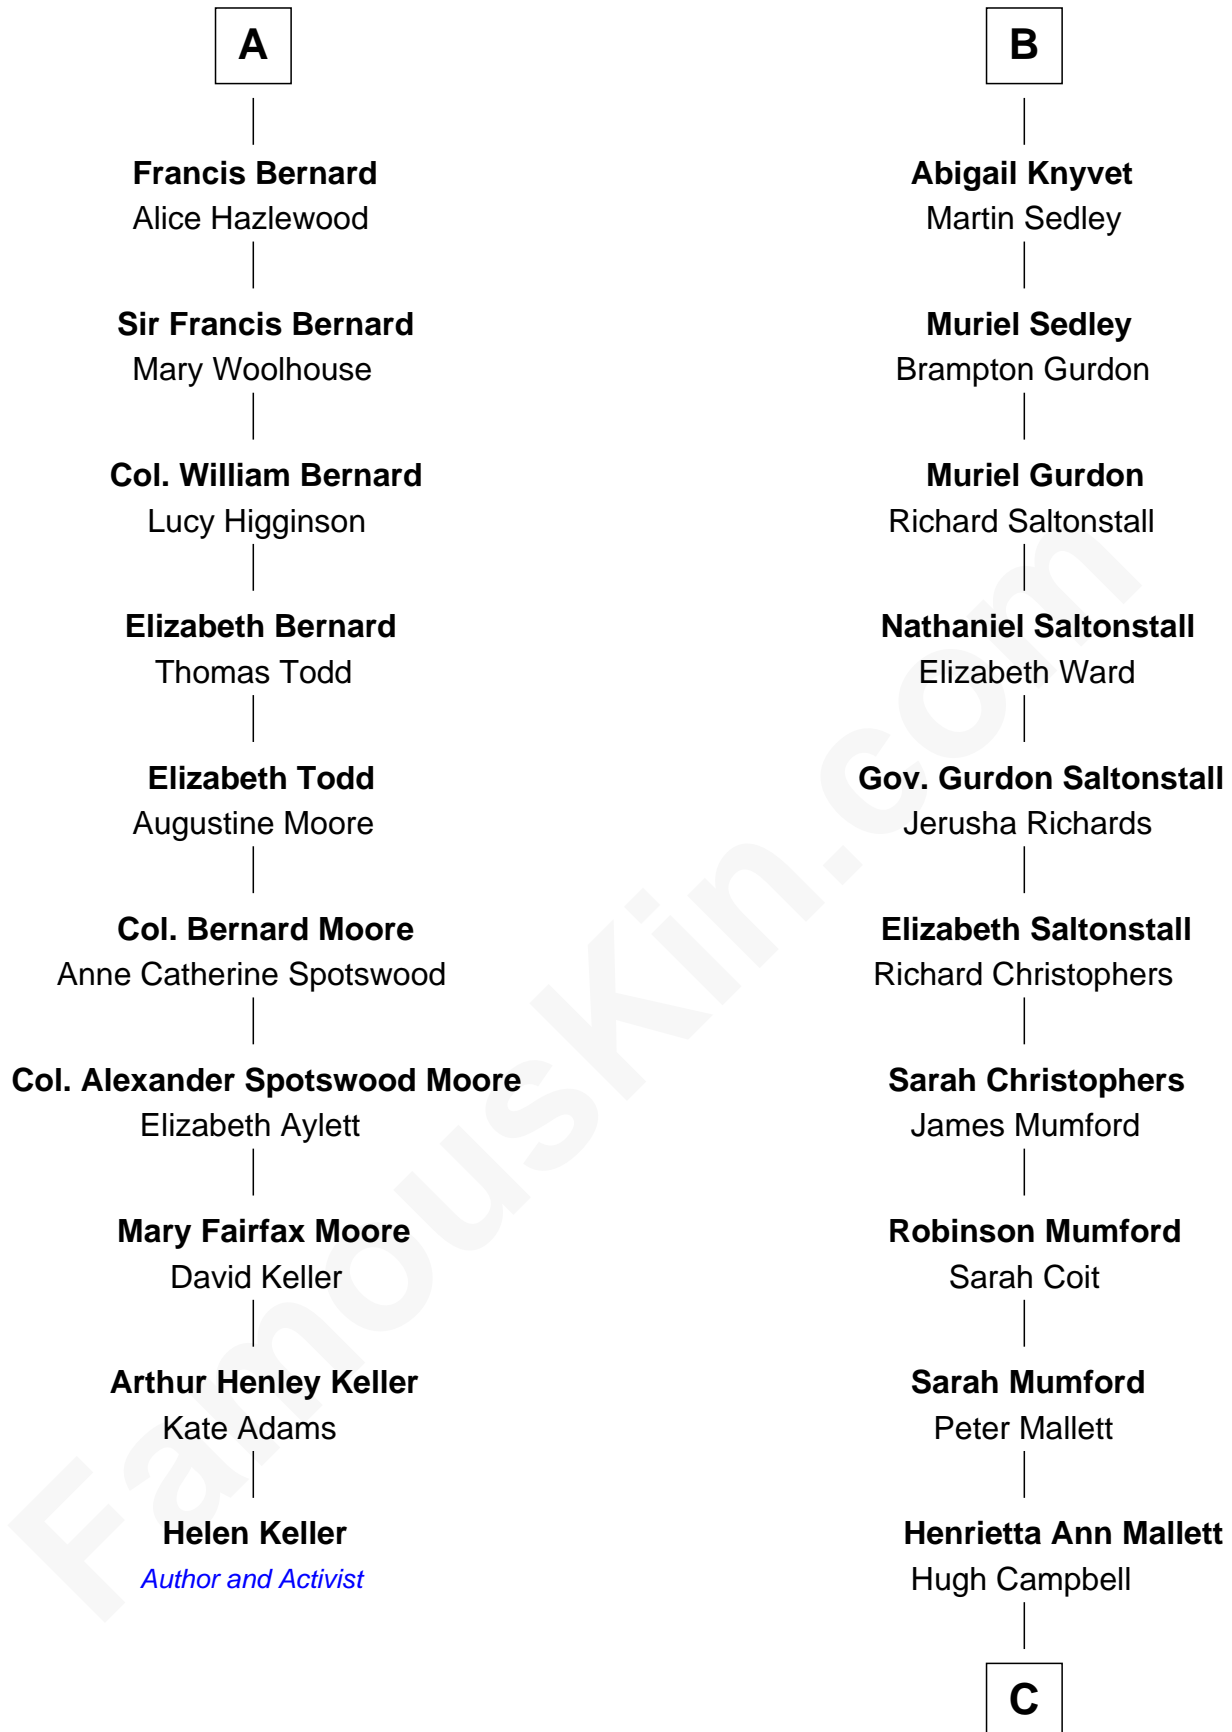 A
Francis Bernard
Alice Hazlewood
Sir Francis Bernard
Mary Woolhouse
Col. William Bernard
Lucy Higginson
Elizabeth Bernard
Thomas Todd
Elizabeth Todd
Augustine Moore
Col. Bernard Moore
Anne Catherine Spotswood
Col. Alexander Spotswood Moore
Elizabeth Aylett
Mary Fairfax Moore
David Keller
Arthur Henley Keller
Kate Adams
Helen Keller
Author and Activist
B
Abigail Knyvet
Martin Sedley
Muriel Sedley
Brampton Gurdon
Muriel Gurdon
Richard Saltonstall
Nathaniel Saltonstall
Elizabeth Ward
Gov. Gurdon Saltonstall
Jerusha Richards
Elizabeth Saltonstall
Richard Christophers
Sarah Christophers
James Mumford
Robinson Mumford
Sarah Coit
Sarah Mumford
Peter Mallett
Henrietta Ann Mallett
Hugh Campbell
C
FamousKin.com